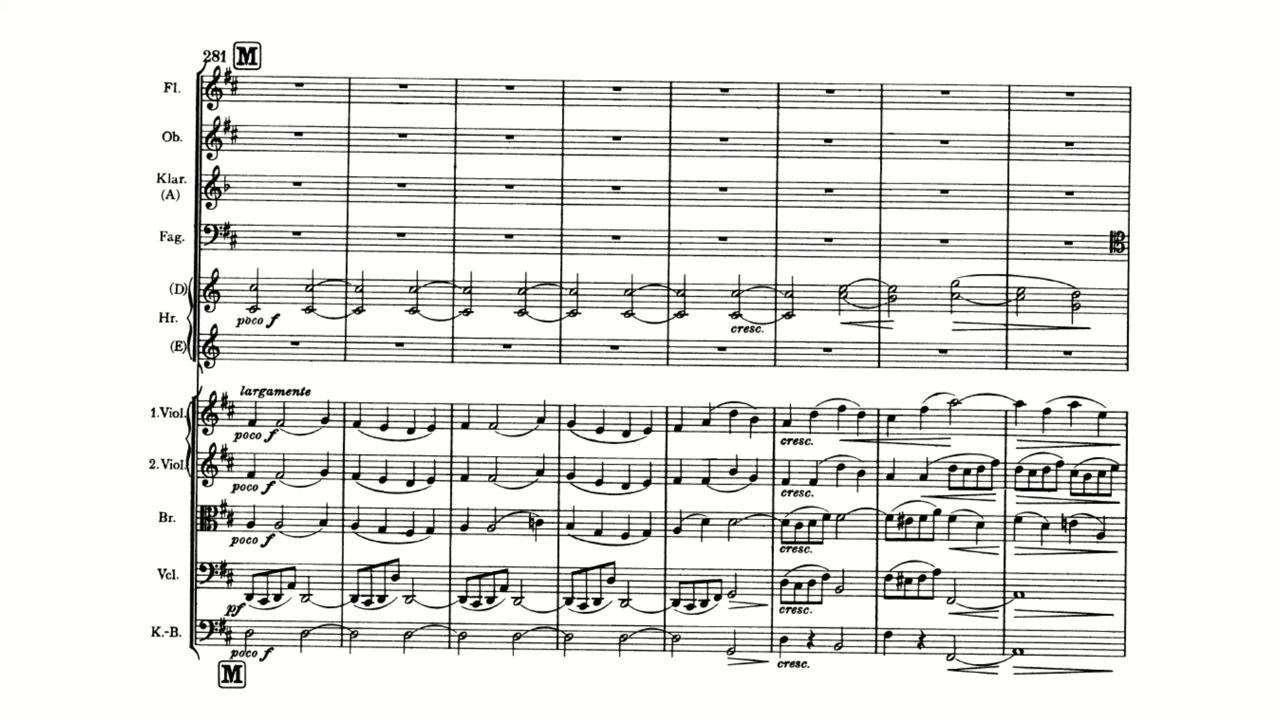 281 M
Fl.
Ob.
Klar.
(A)
Fag.
(D)
Hr.
poco f
cresc.
(E)
largamente
1.Viol.
poco f
cresc.
2.Viol.
poco f
cresc.
Br.
poco f
cresc.
Vcl.
pf
cresc.
K.-B.
poco f
cresc.
M